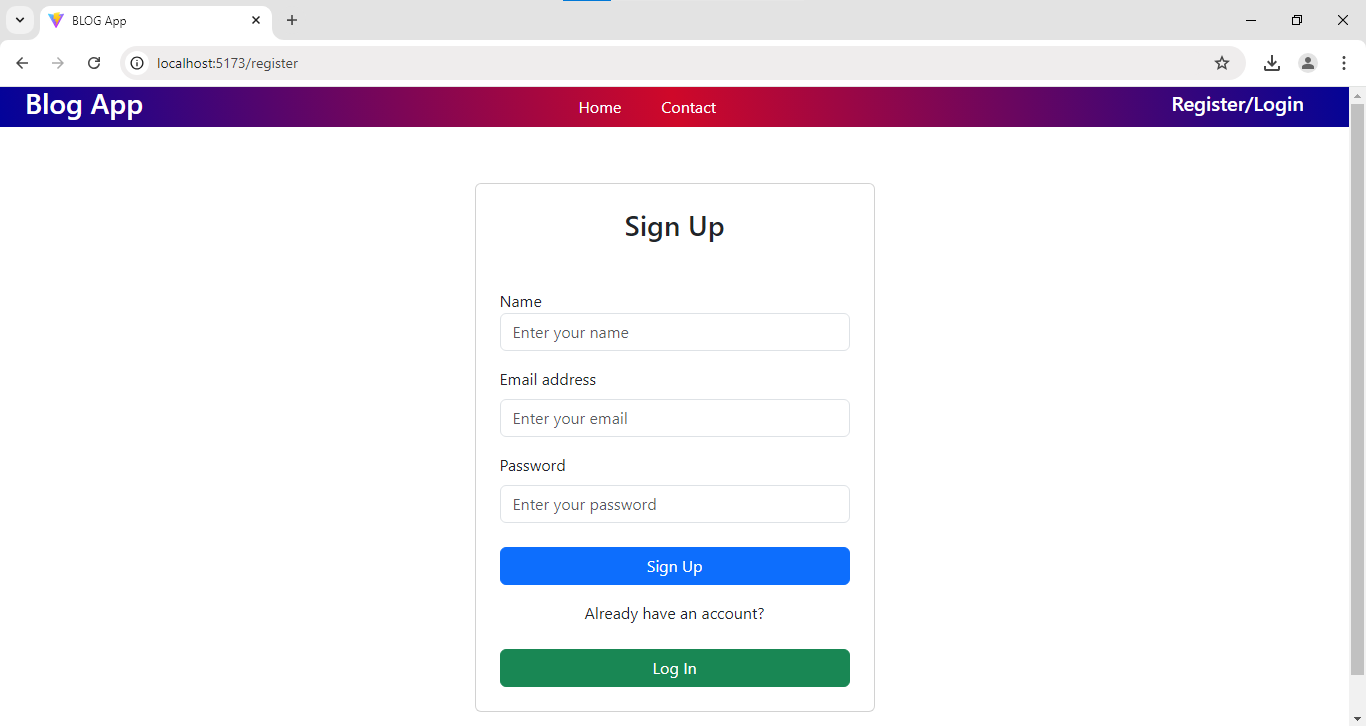 BLOG App
localhost:5173/register
Blog App Home Contact Register/Login
Sign Up
Name
Enter your name
Email address
Enter your email
Password
Enter your password
Sign Up
Already have an account?
Log In